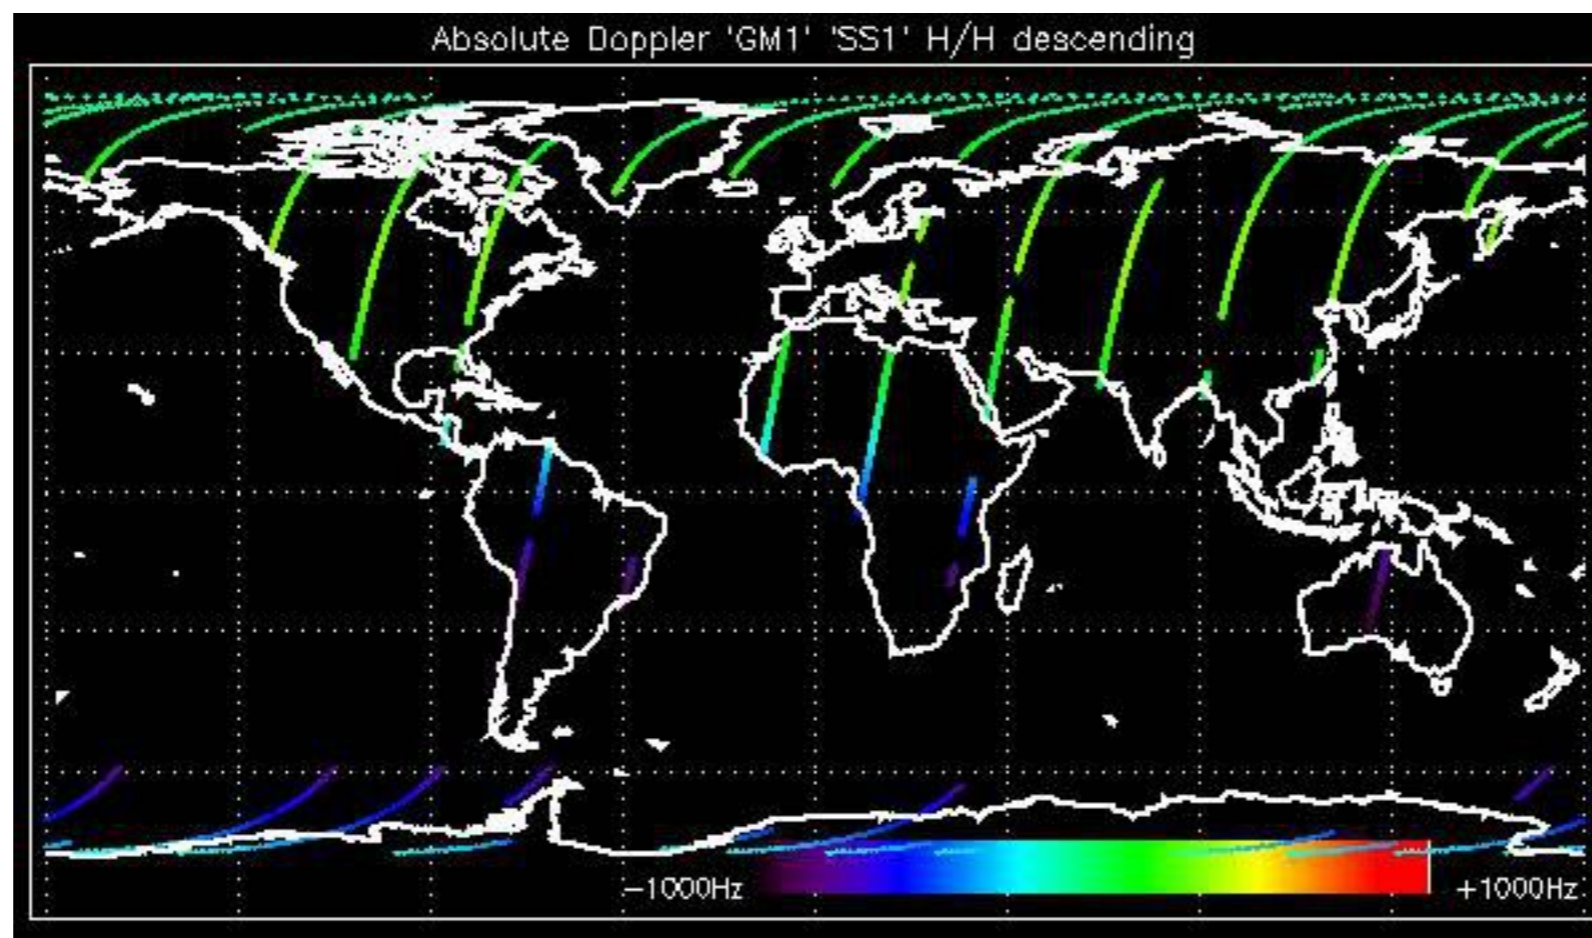 Absolute Doppler 'GM1' 'SS1' H/H descending
−1000Hz +1000Hz